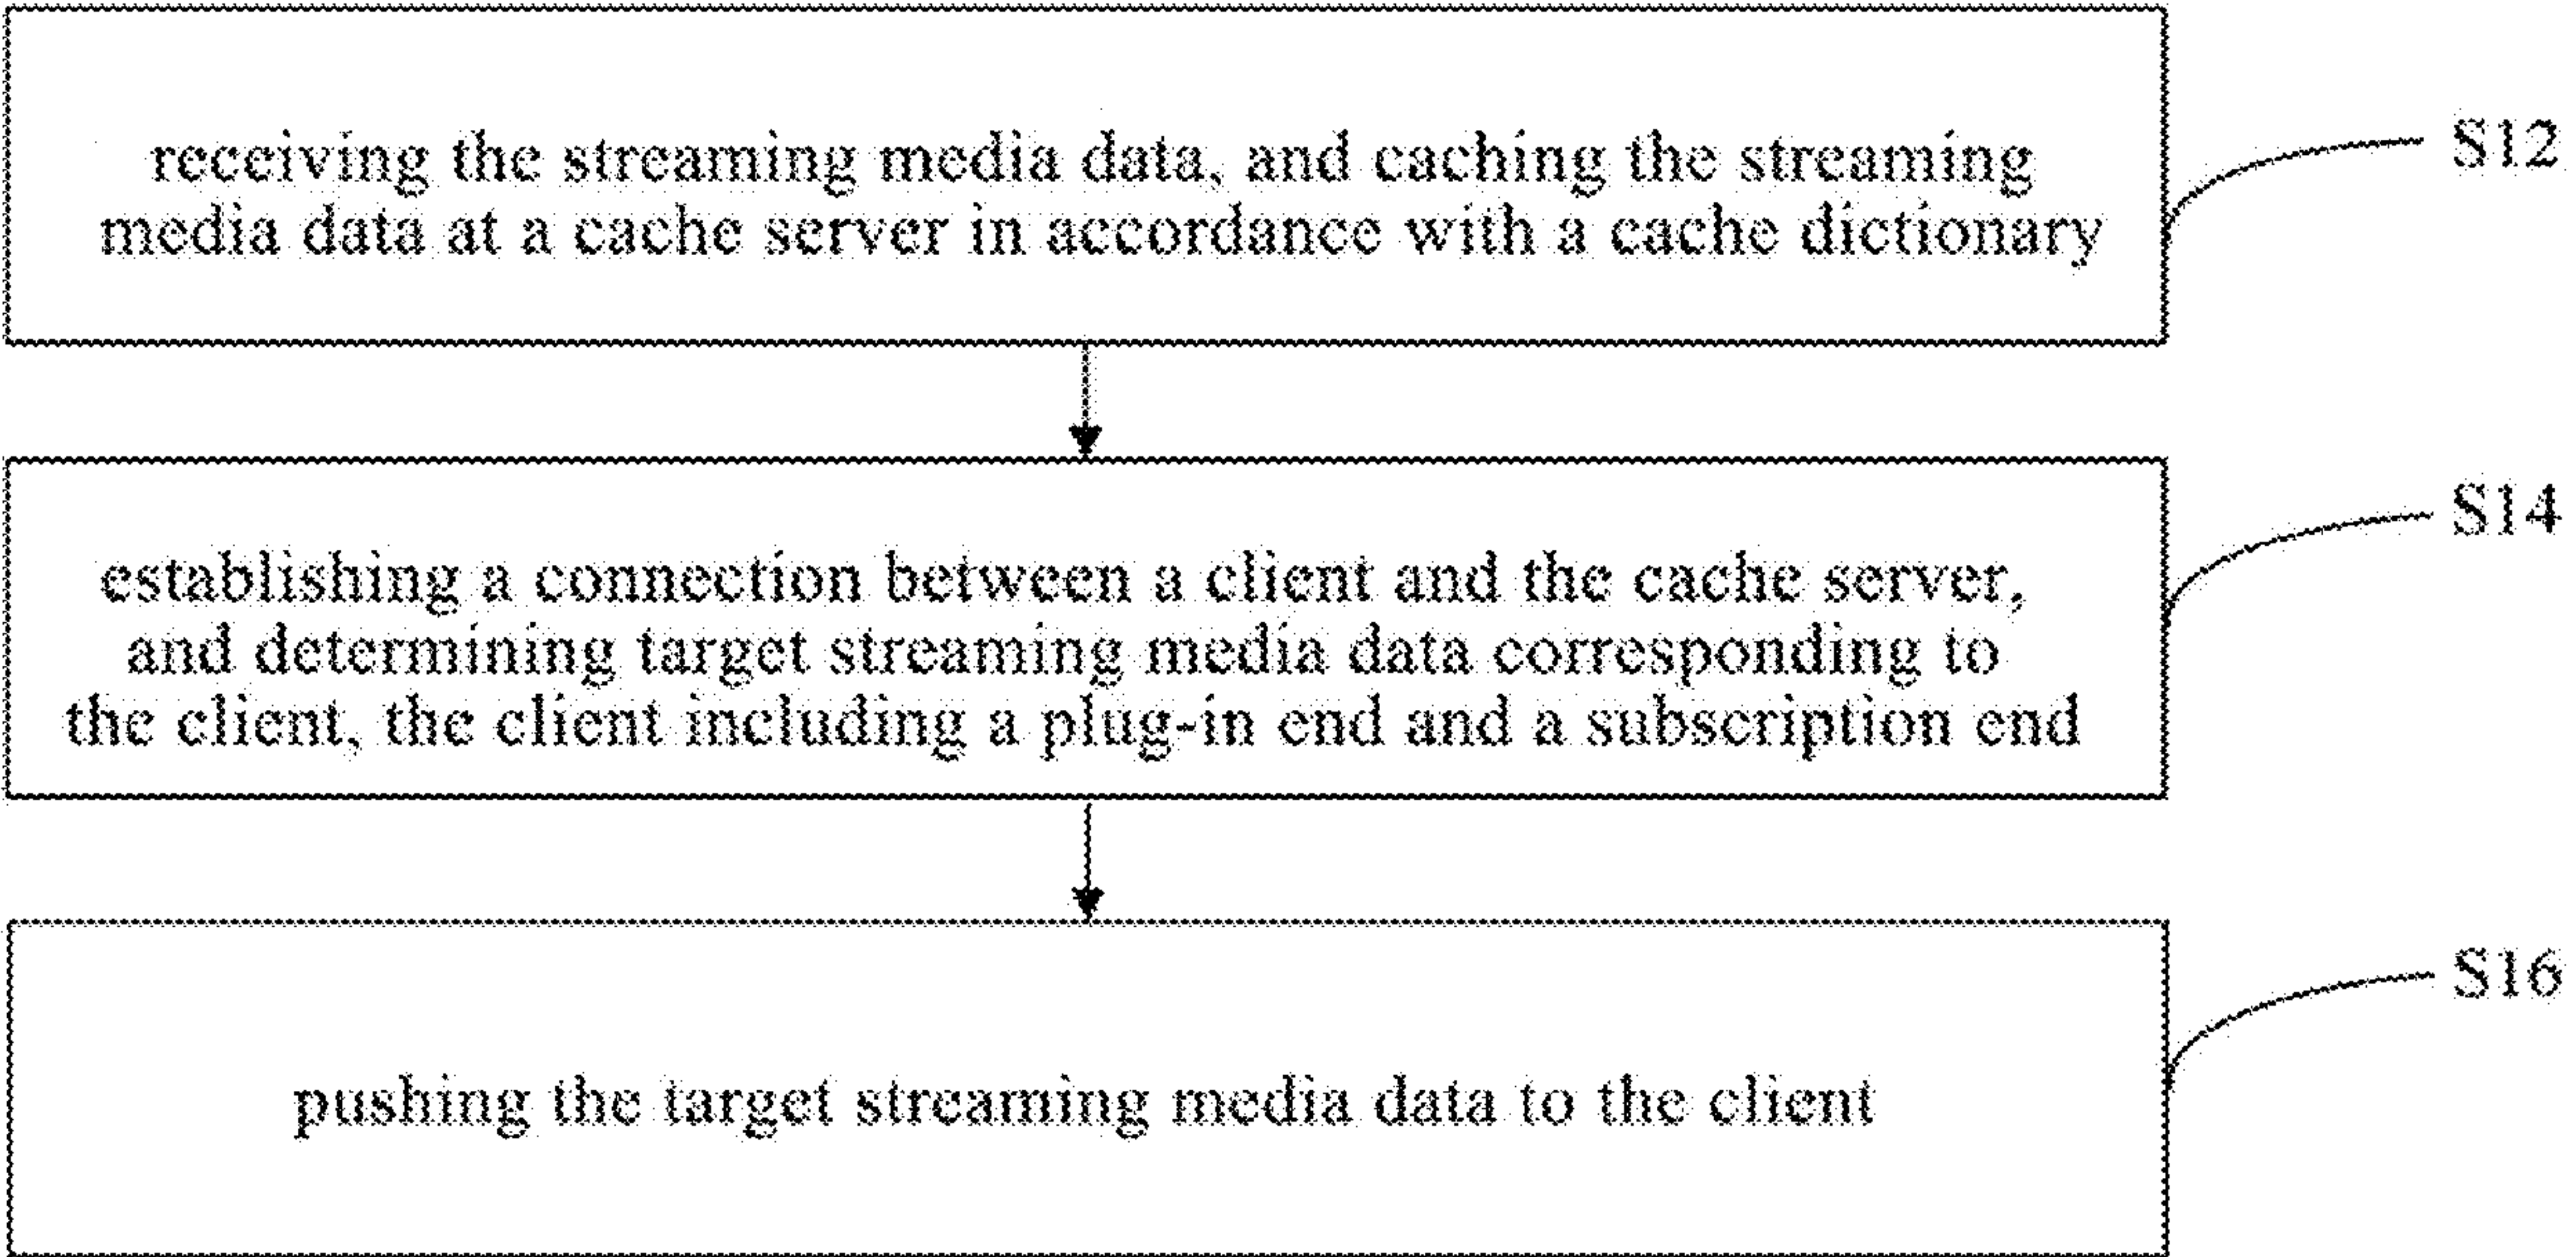 receiving the streaming media data, and caching the streaming
media data at a cache server in accordance with a cache dictionary
S12
establishing a connection between a client and the cache server,
and determining target streaming media data corresponding to
the client, the client including a plug-in end and a subscription end
S14
pushing the target streaming media data to the client
S16